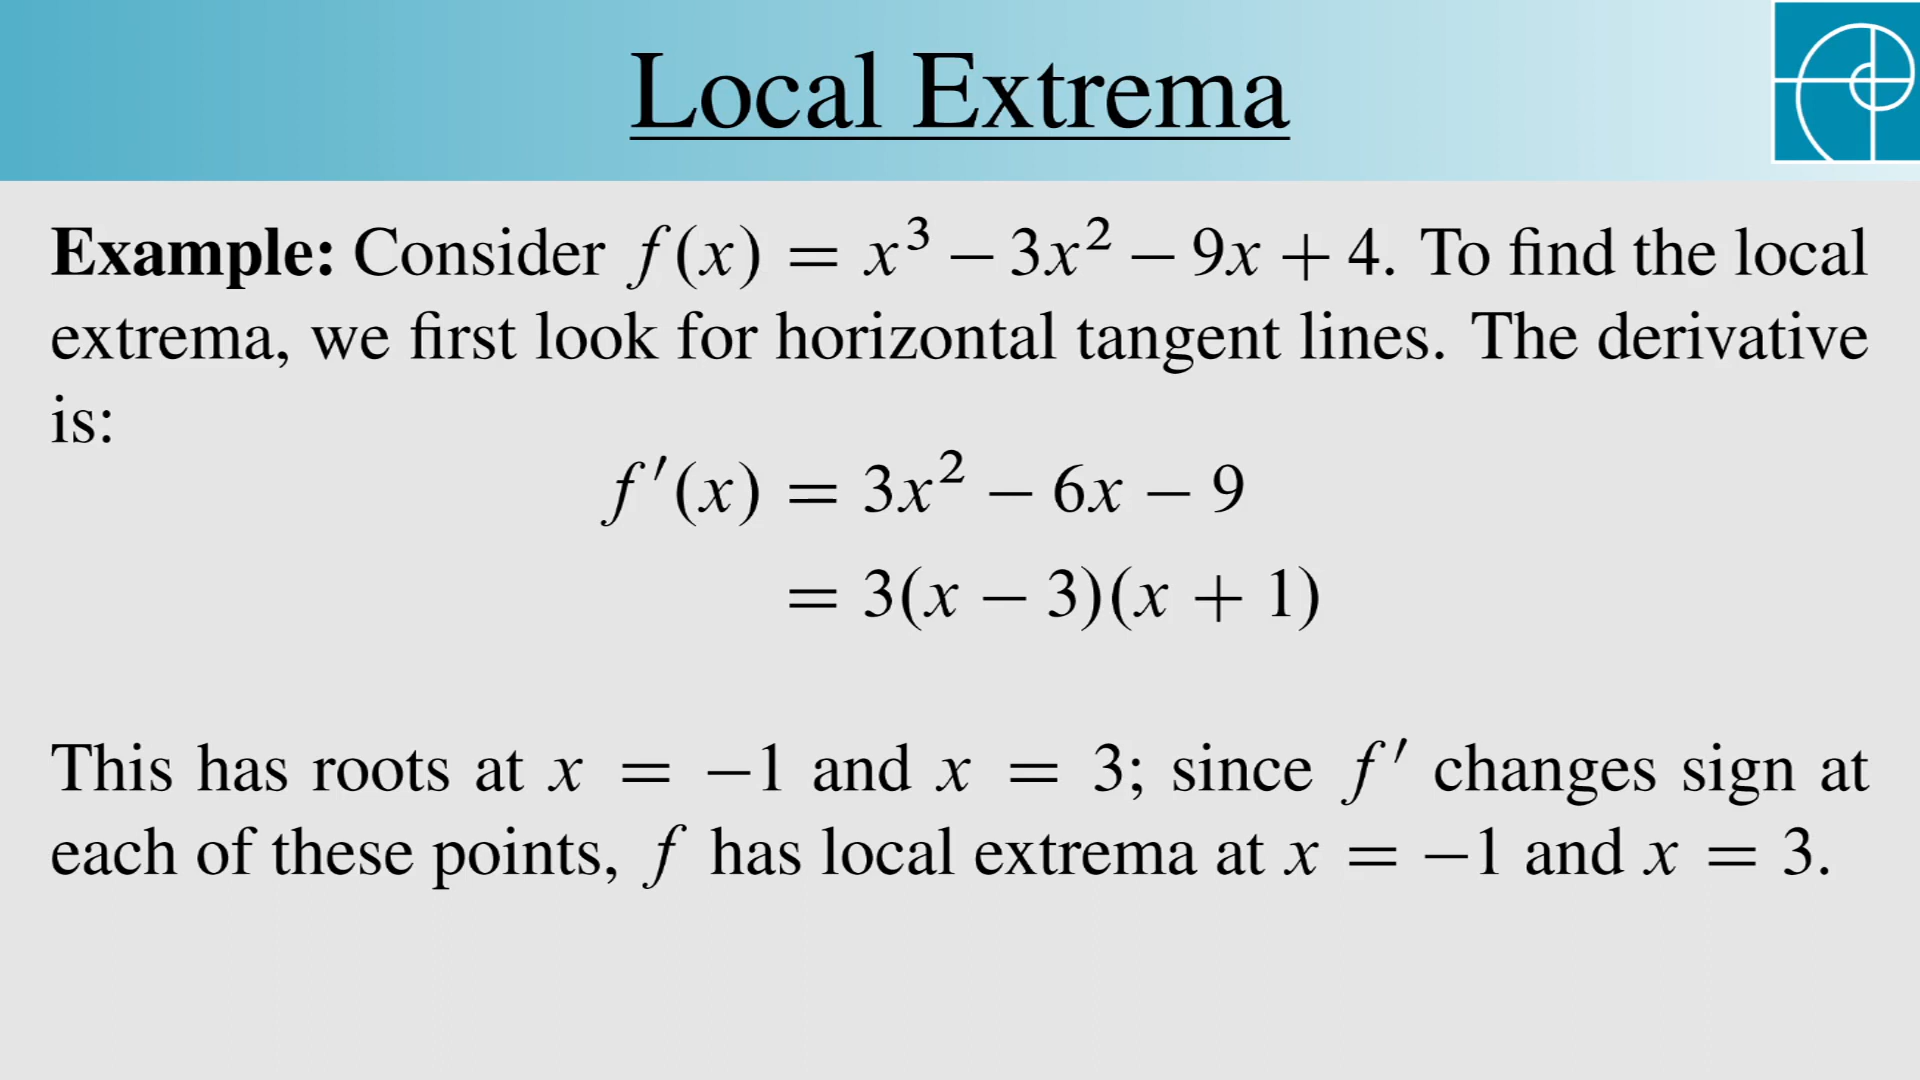 Local Extrema
Example: Consider f(x) = x³ − 3x² − 9x + 4. To find the local
extrema, we first look for horizontal tangent lines. The derivative
is:
f′(x) = 3x² − 6x − 9
= 3(x − 3)(x + 1)
This has roots at x = −1 and x = 3; since f′ changes sign at
each of these points, f has local extrema at x = −1 and x = 3.